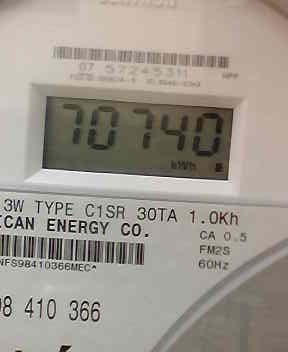 07 57245311
70740
kWh
3W TYPE C1SR 30TA 1.0Kh
ICAN ENERGY CO. CA 0.5
FM2S
NFS98410366MEC* 60Hz
98 410 366